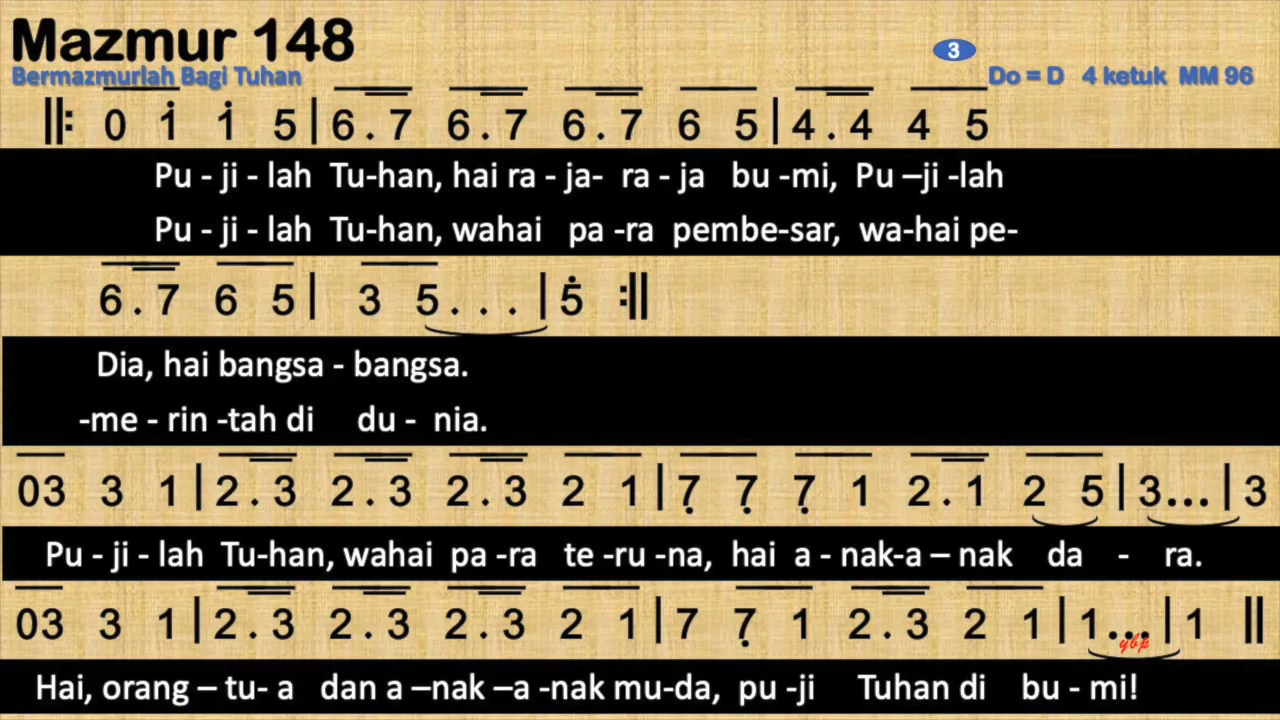 Mazmur 148
3
Bermazmurlah Bagi Tuhan
Do = D 4 ketuk MM 96
‖: 0 1̇ 1̇ 5 | 6 . 7 6 . 7 6 . 7 6 5 | 4 . 4 4 5
Pu - ji - lah Tu-han, hai ra - ja- ra - ja bu -mi, Pu –ji -lah
Pu - ji - lah Tu-han, wahai pa -ra pembe-sar, wa-hai pe-
6 . 7 6 5 | 3 5 . . . | 5̇ :‖
Dia, hai bangsa - bangsa.
-me - rin -tah di du - nia.
03 3 1 | 2 . 3 2 . 3 2 . 3 2 1 | 7̣ 7̣ 7̣ 1 2 . 1 2 5 | 3... | 3
Pu - ji - lah Tu-han, wahai pa -ra te -ru -na, hai a - nak-a – nak da - ra.
03 3 1 | 2 . 3 2 . 3 2 . 3 2 1 | 7 7̣ 1 2 . 3 2 1 | 1... | 1 ‖
ybp
Hai, orang – tu- a dan a –nak –a -nak mu-da, pu -ji Tuhan di bu - mi!